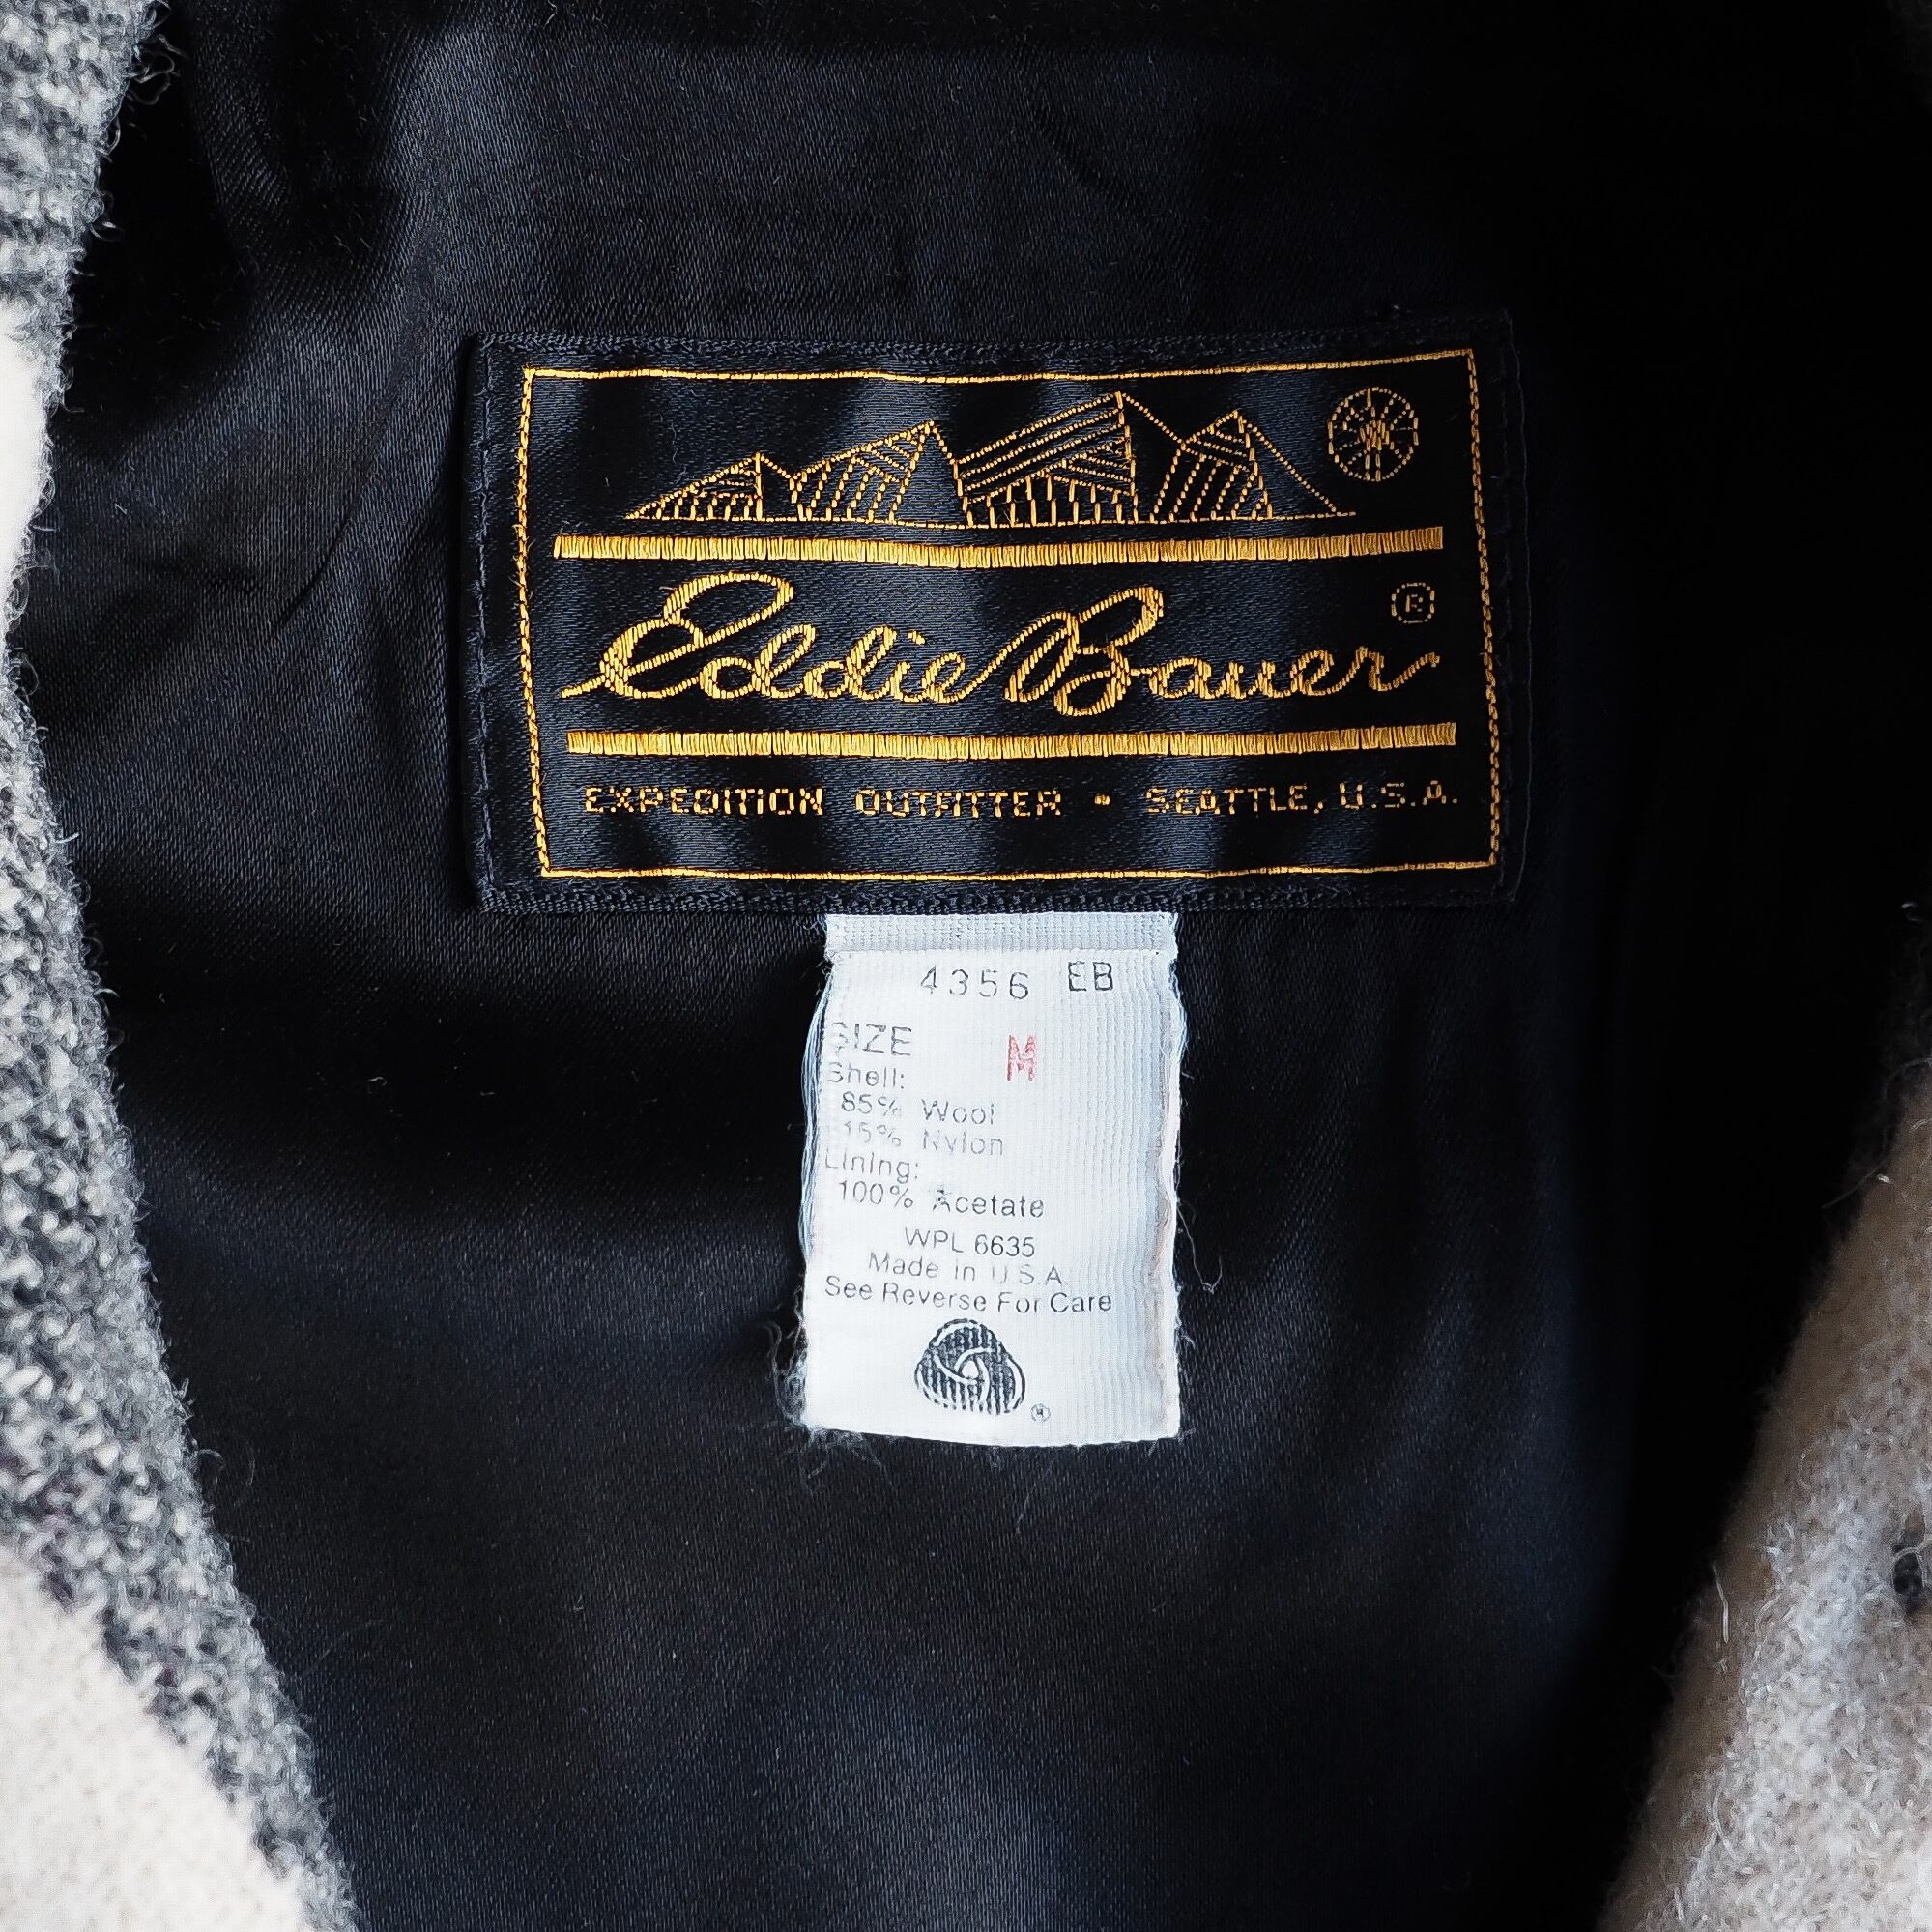 Eddie Bauer ®
EXPEDITION OUTFITTER • SEATTLE, U.S.A.
4356 EB
SIZE M
Shell:
85% Wool
15% Nylon
Lining:
100% Acetate
WPL 6635
Made in U.S.A.
See Reverse For Care
®